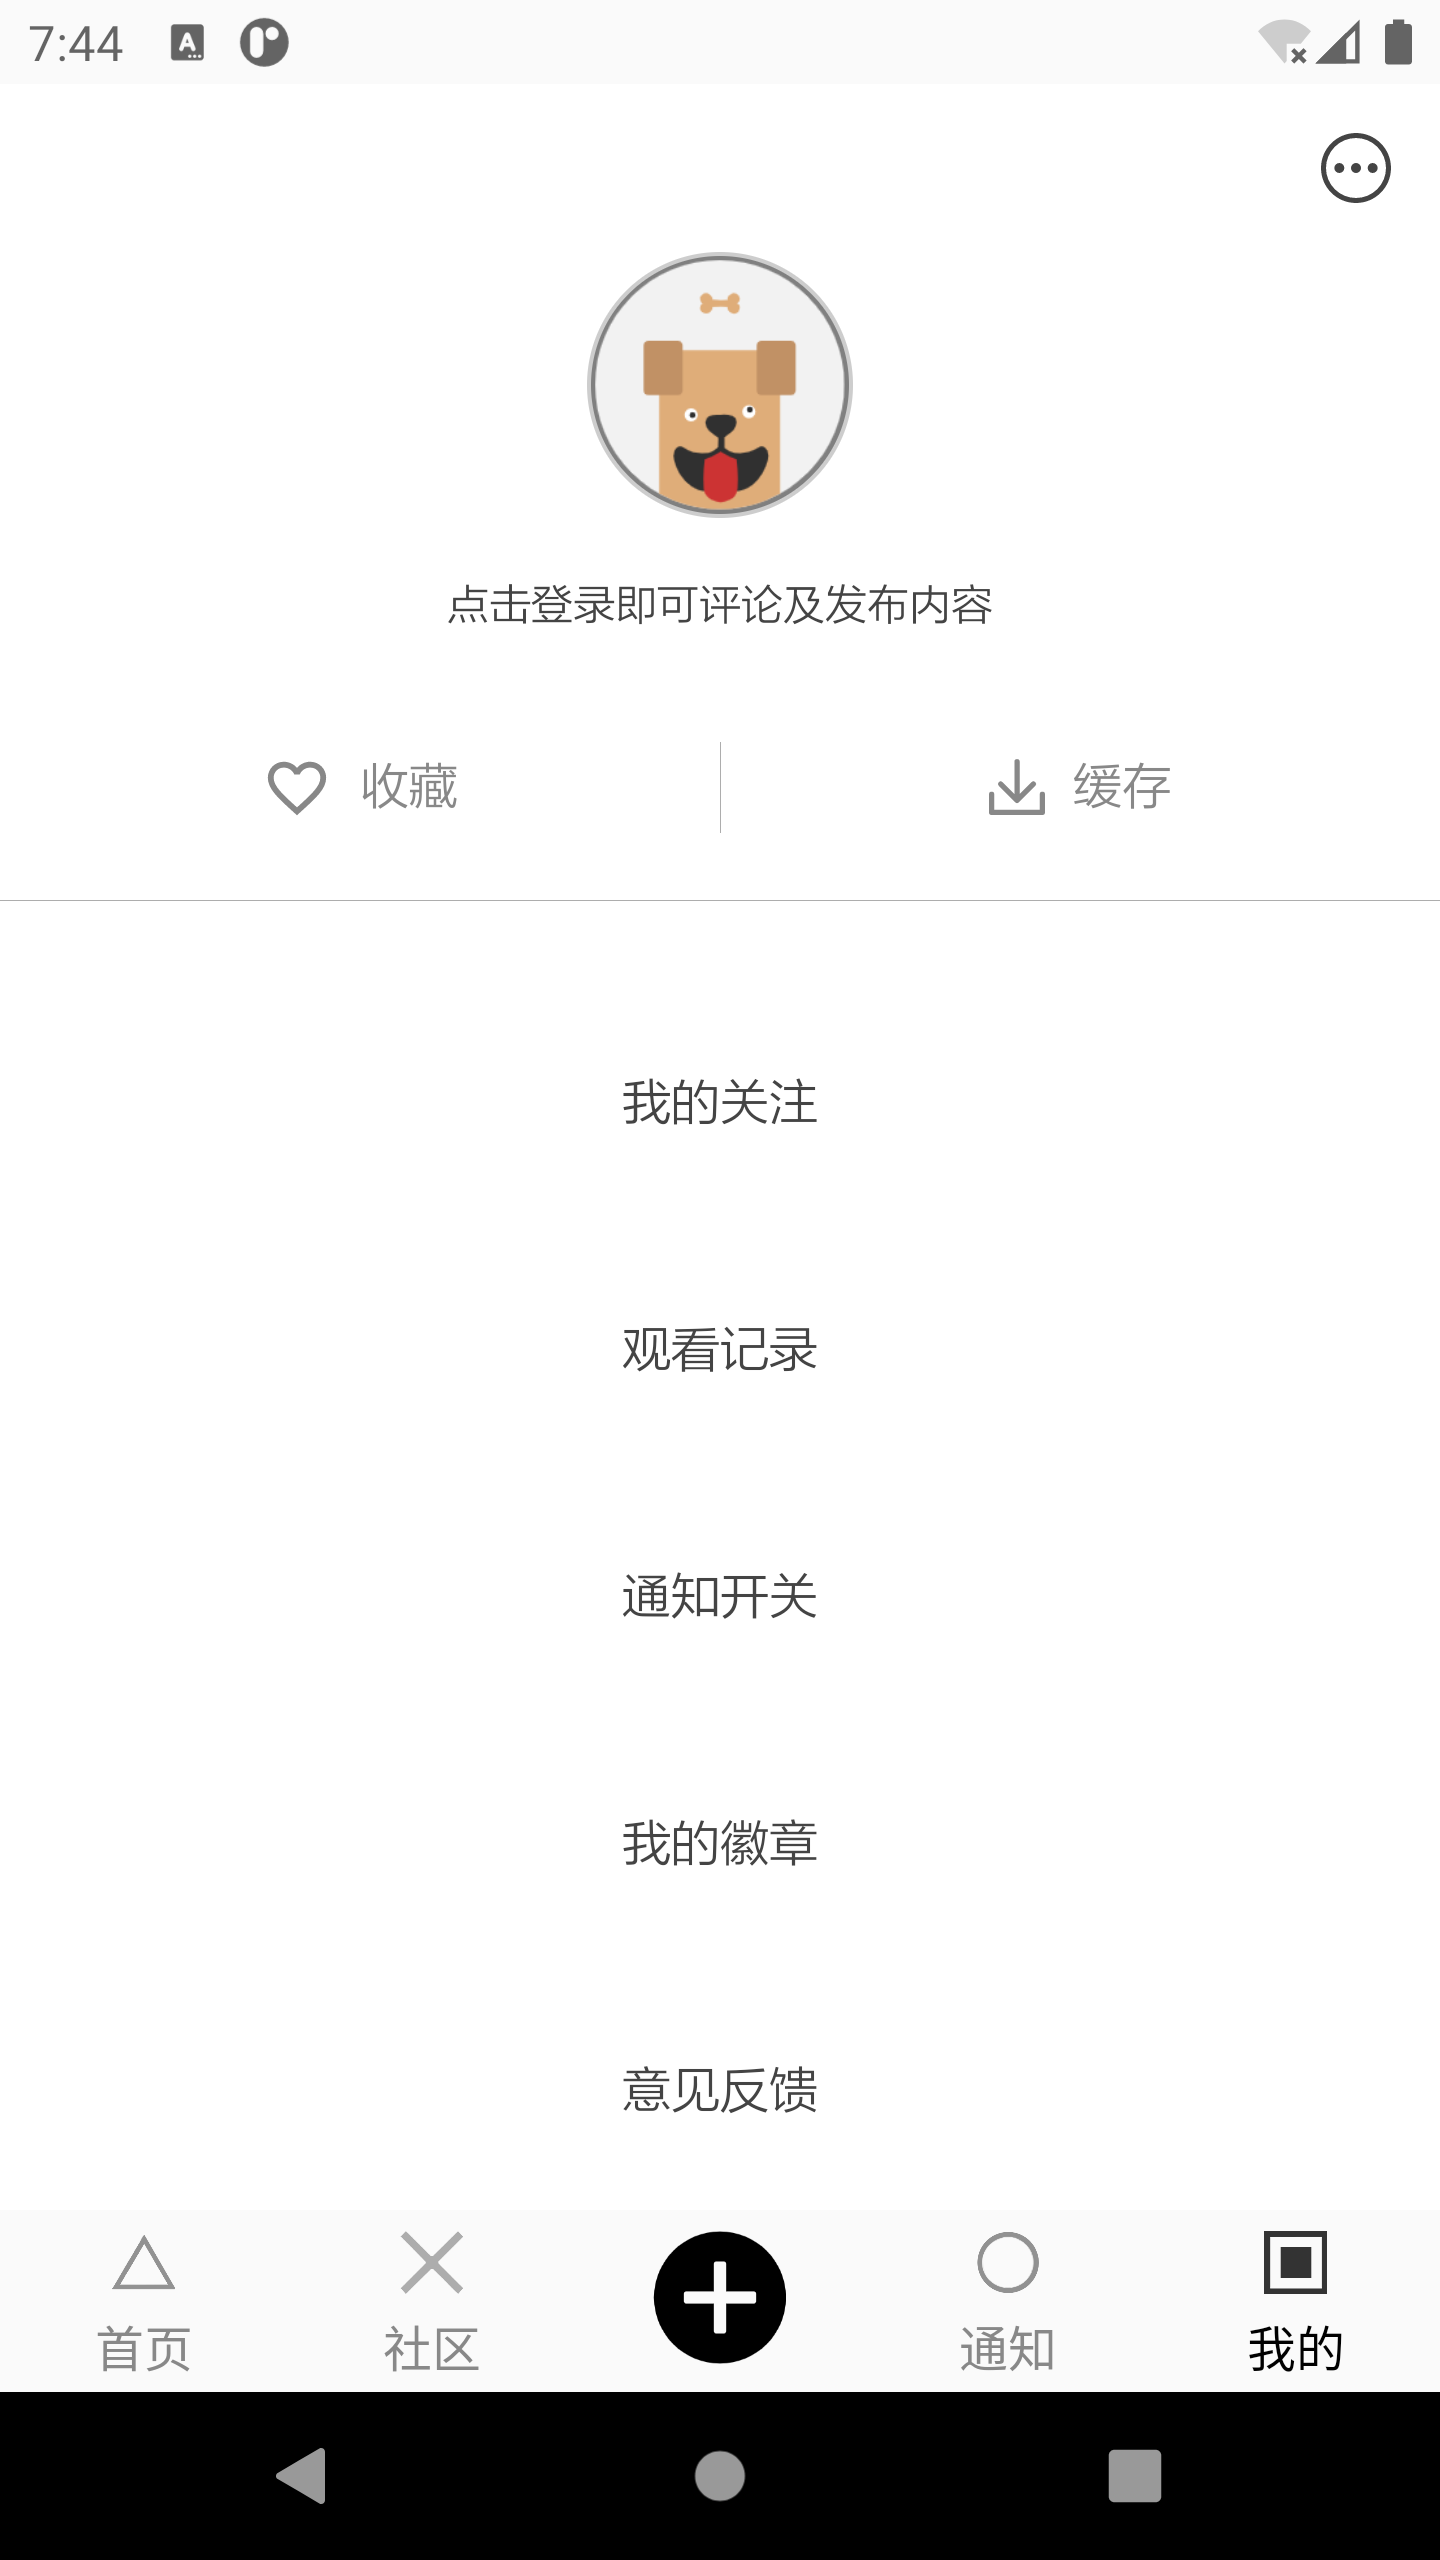 7:44
点击登录即可评论及发布内容
收藏
缓存
我的关注
观看记录
通知开关
我的徽章
意见反馈
首页
社区
通知
我的